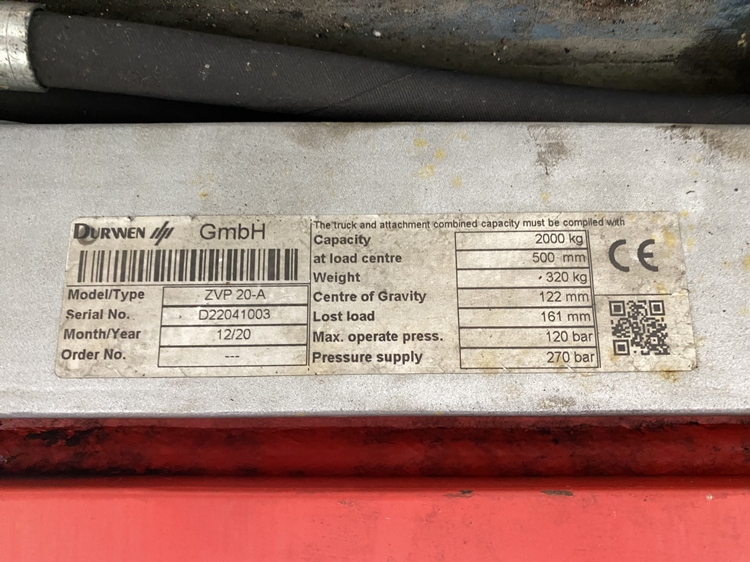 DURWEN GmbH
Model/Type ZVP 20-A
Serial No. D22041003
Month/Year 12/20
Order No. ---
The truck and attachment combined capacity must be complied with
Capacity 2000 kg
at load centre 500 mm
Weight 320 kg
Centre of Gravity 122 mm
Lost load 161 mm
Max. operate press. 120 bar
Pressure supply 270 bar
CE